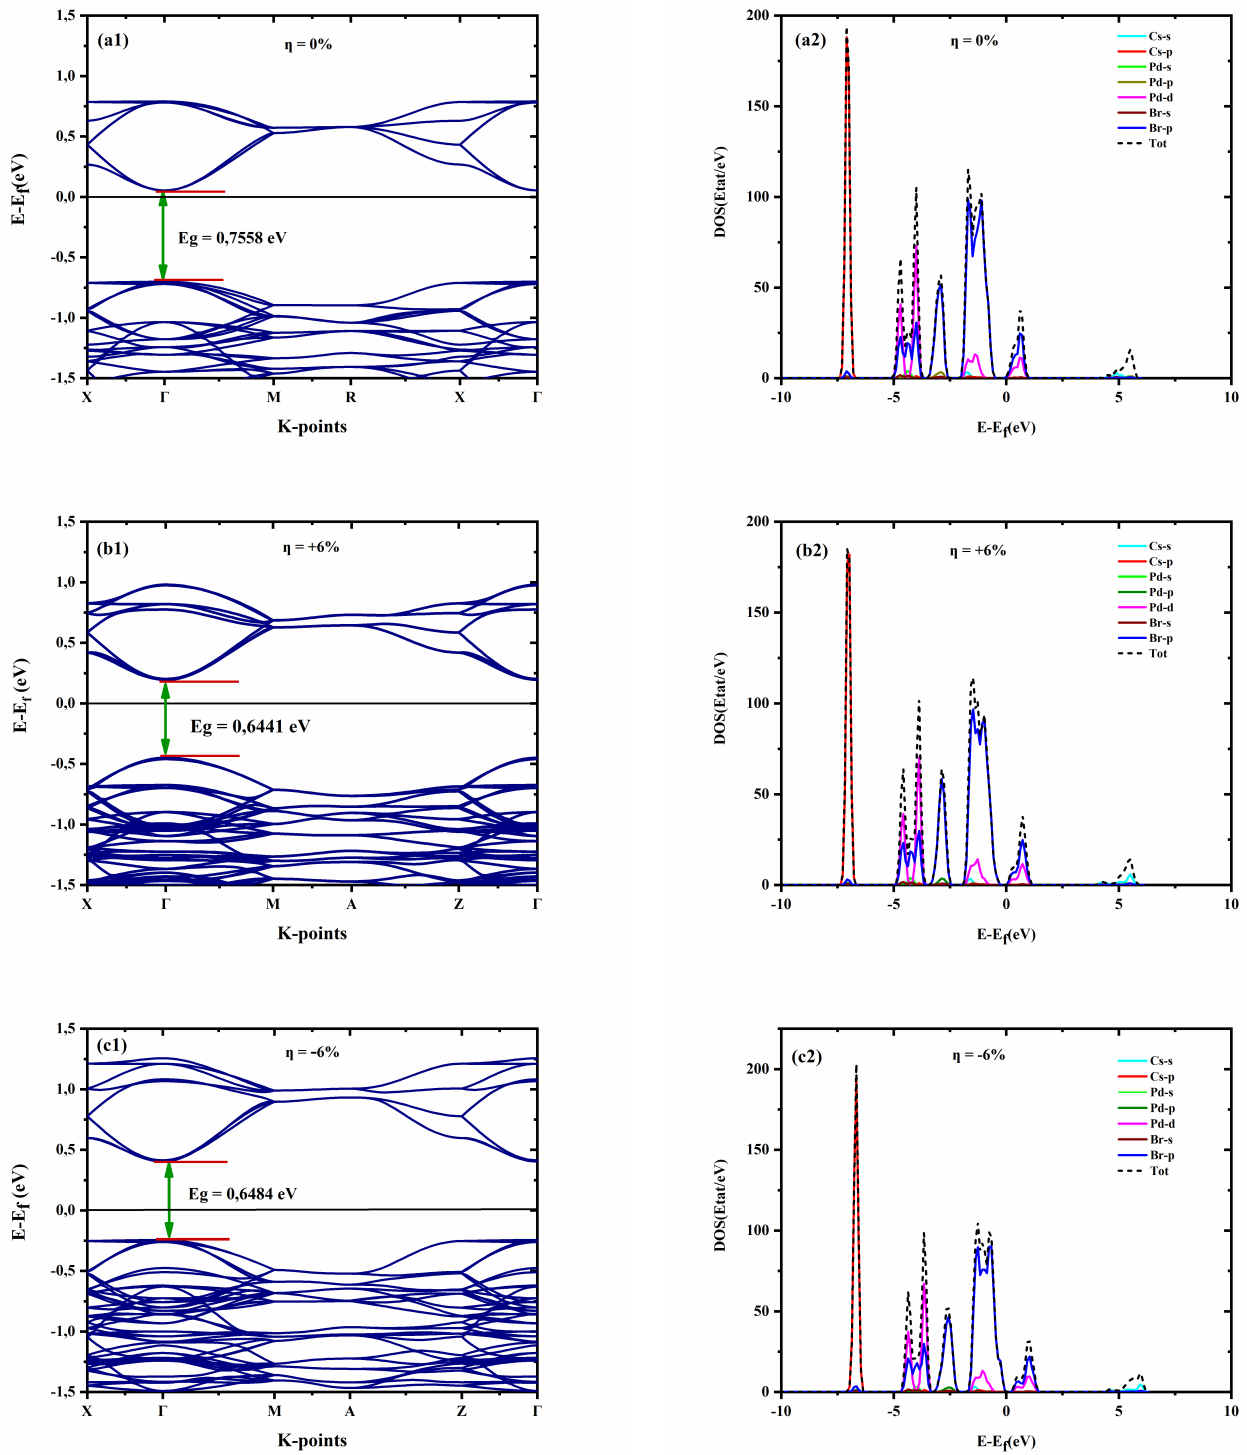 (a1)
η = 0%
1,5
1,0
0,5
0,0
-0,5
-1,0
-1,5
E-Ef(eV)
Eg = 0,7558 eV
X Γ M R X Γ
K-points
(a2)
η = 0%
200
150
100
50
0
DOS(Etat/eV)
Cs-s
Cs-p
Pd-s
Pd-p
Pd-d
Br-s
Br-p
Tot
-10 -5 0 5 10
E-Ef(eV)
(b1)
η = +6%
1,5
1,0
0,5
0,0
-0,5
-1,0
-1,5
E-Ef (eV)
Eg = 0,6441 eV
X Γ M A Z Γ
K-points
(b2)
η = +6%
200
150
100
50
0
DOS(Etat/eV)
Cs-s
Cs-p
Pd-s
Pd-p
Pd-d
Br-s
Br-p
Tot
-10 -5 0 5 10
E-Ef(eV)
(c1)
η = -6%
1,5
1,0
0,5
0,0
-0,5
-1,0
-1,5
E-Ef (eV)
Eg = 0,6484 eV
X Γ M A Z Γ
K-points
(c2)
η = -6%
200
150
100
50
0
DOS(Etat/eV)
Cs-s
Cs-p
Pd-s
Pd-p
Pd-d
Br-s
Br-p
Tot
-10 -5 0 5 10
E-Ef(eV)